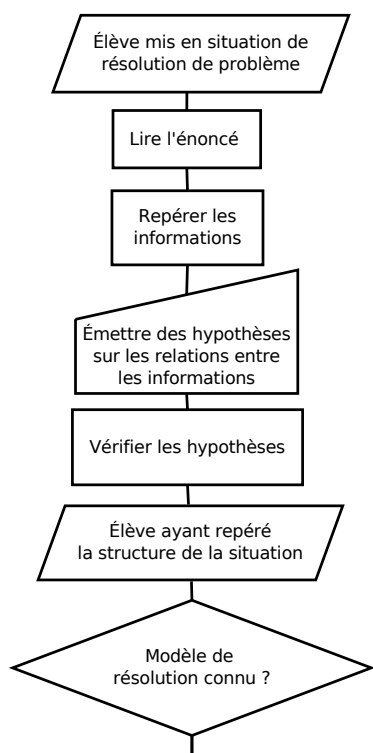 Élève mis en situation de
résolution de problème
Lire l'énoncé
Repérer les
informations
Émettre des hypothèses
sur les relations entre
les informations
Vérifier les hypothèses
Élève ayant repéré
la structure de la situation
Modèle de
résolution connu ?